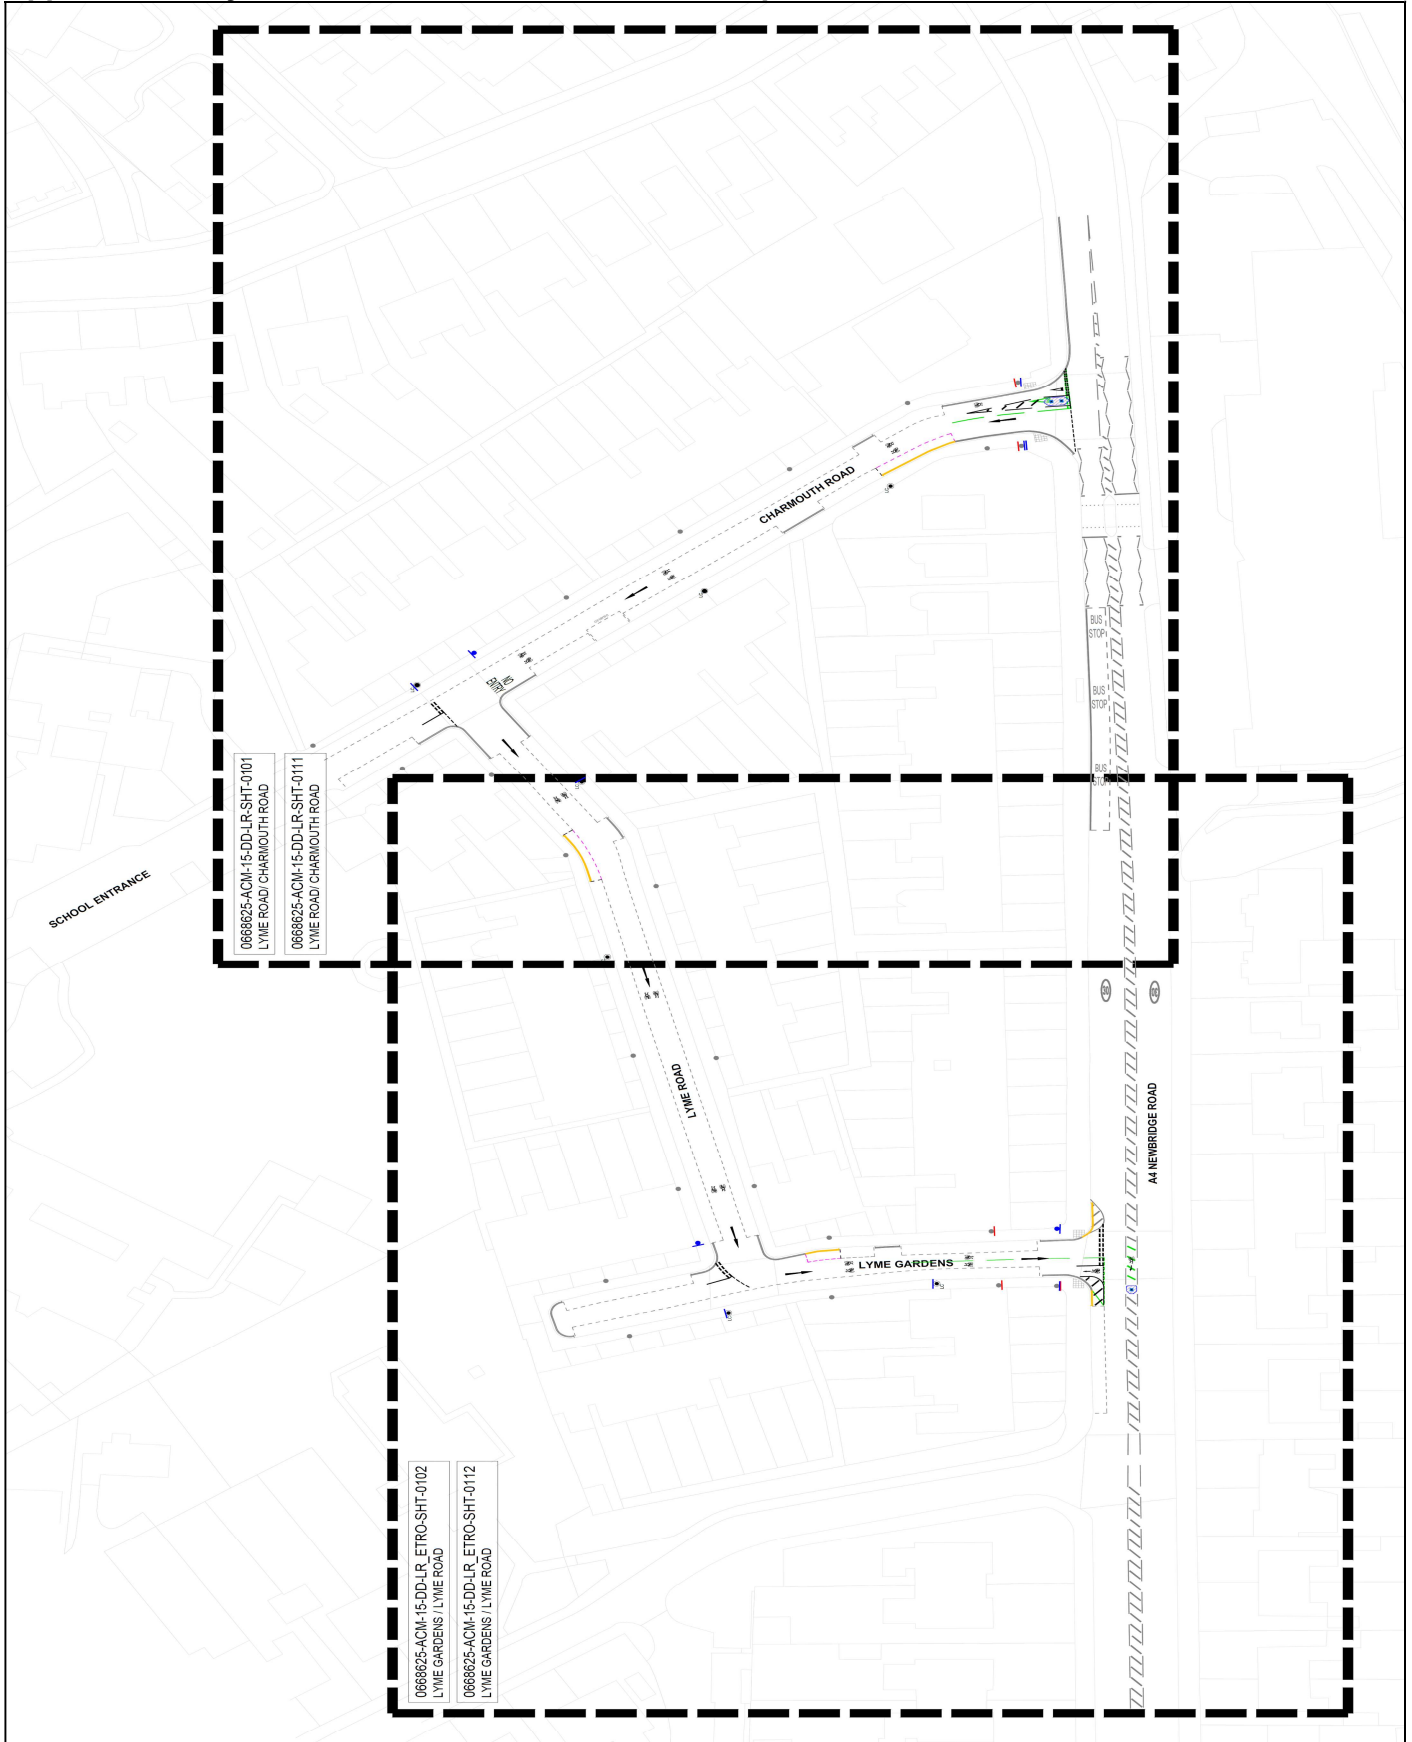 CHARMOUTH ROAD
NO
ENTRY
BUS
STOP
BUS
STOP
BUS
STOP
0668625-ACM-15-DD-LR-SHT-0101
LYME ROAD/ CHARMOUTH ROAD
0668625-ACM-15-DD-LR-SHT-0111
LYME ROAD/ CHARMOUTH ROAD
SCHOOL ENTRANCE
30
30
LYME ROAD
A4 NEWBRIDGE ROAD
LYME GARDENS
0668625-ACM-15-DD-LR_ETRO-SHT-0102
LYME GARDENS / LYME ROAD
0668625-ACM-15-DD-LR_ETRO-SHT-0112
LYME GARDENS / LYME ROAD